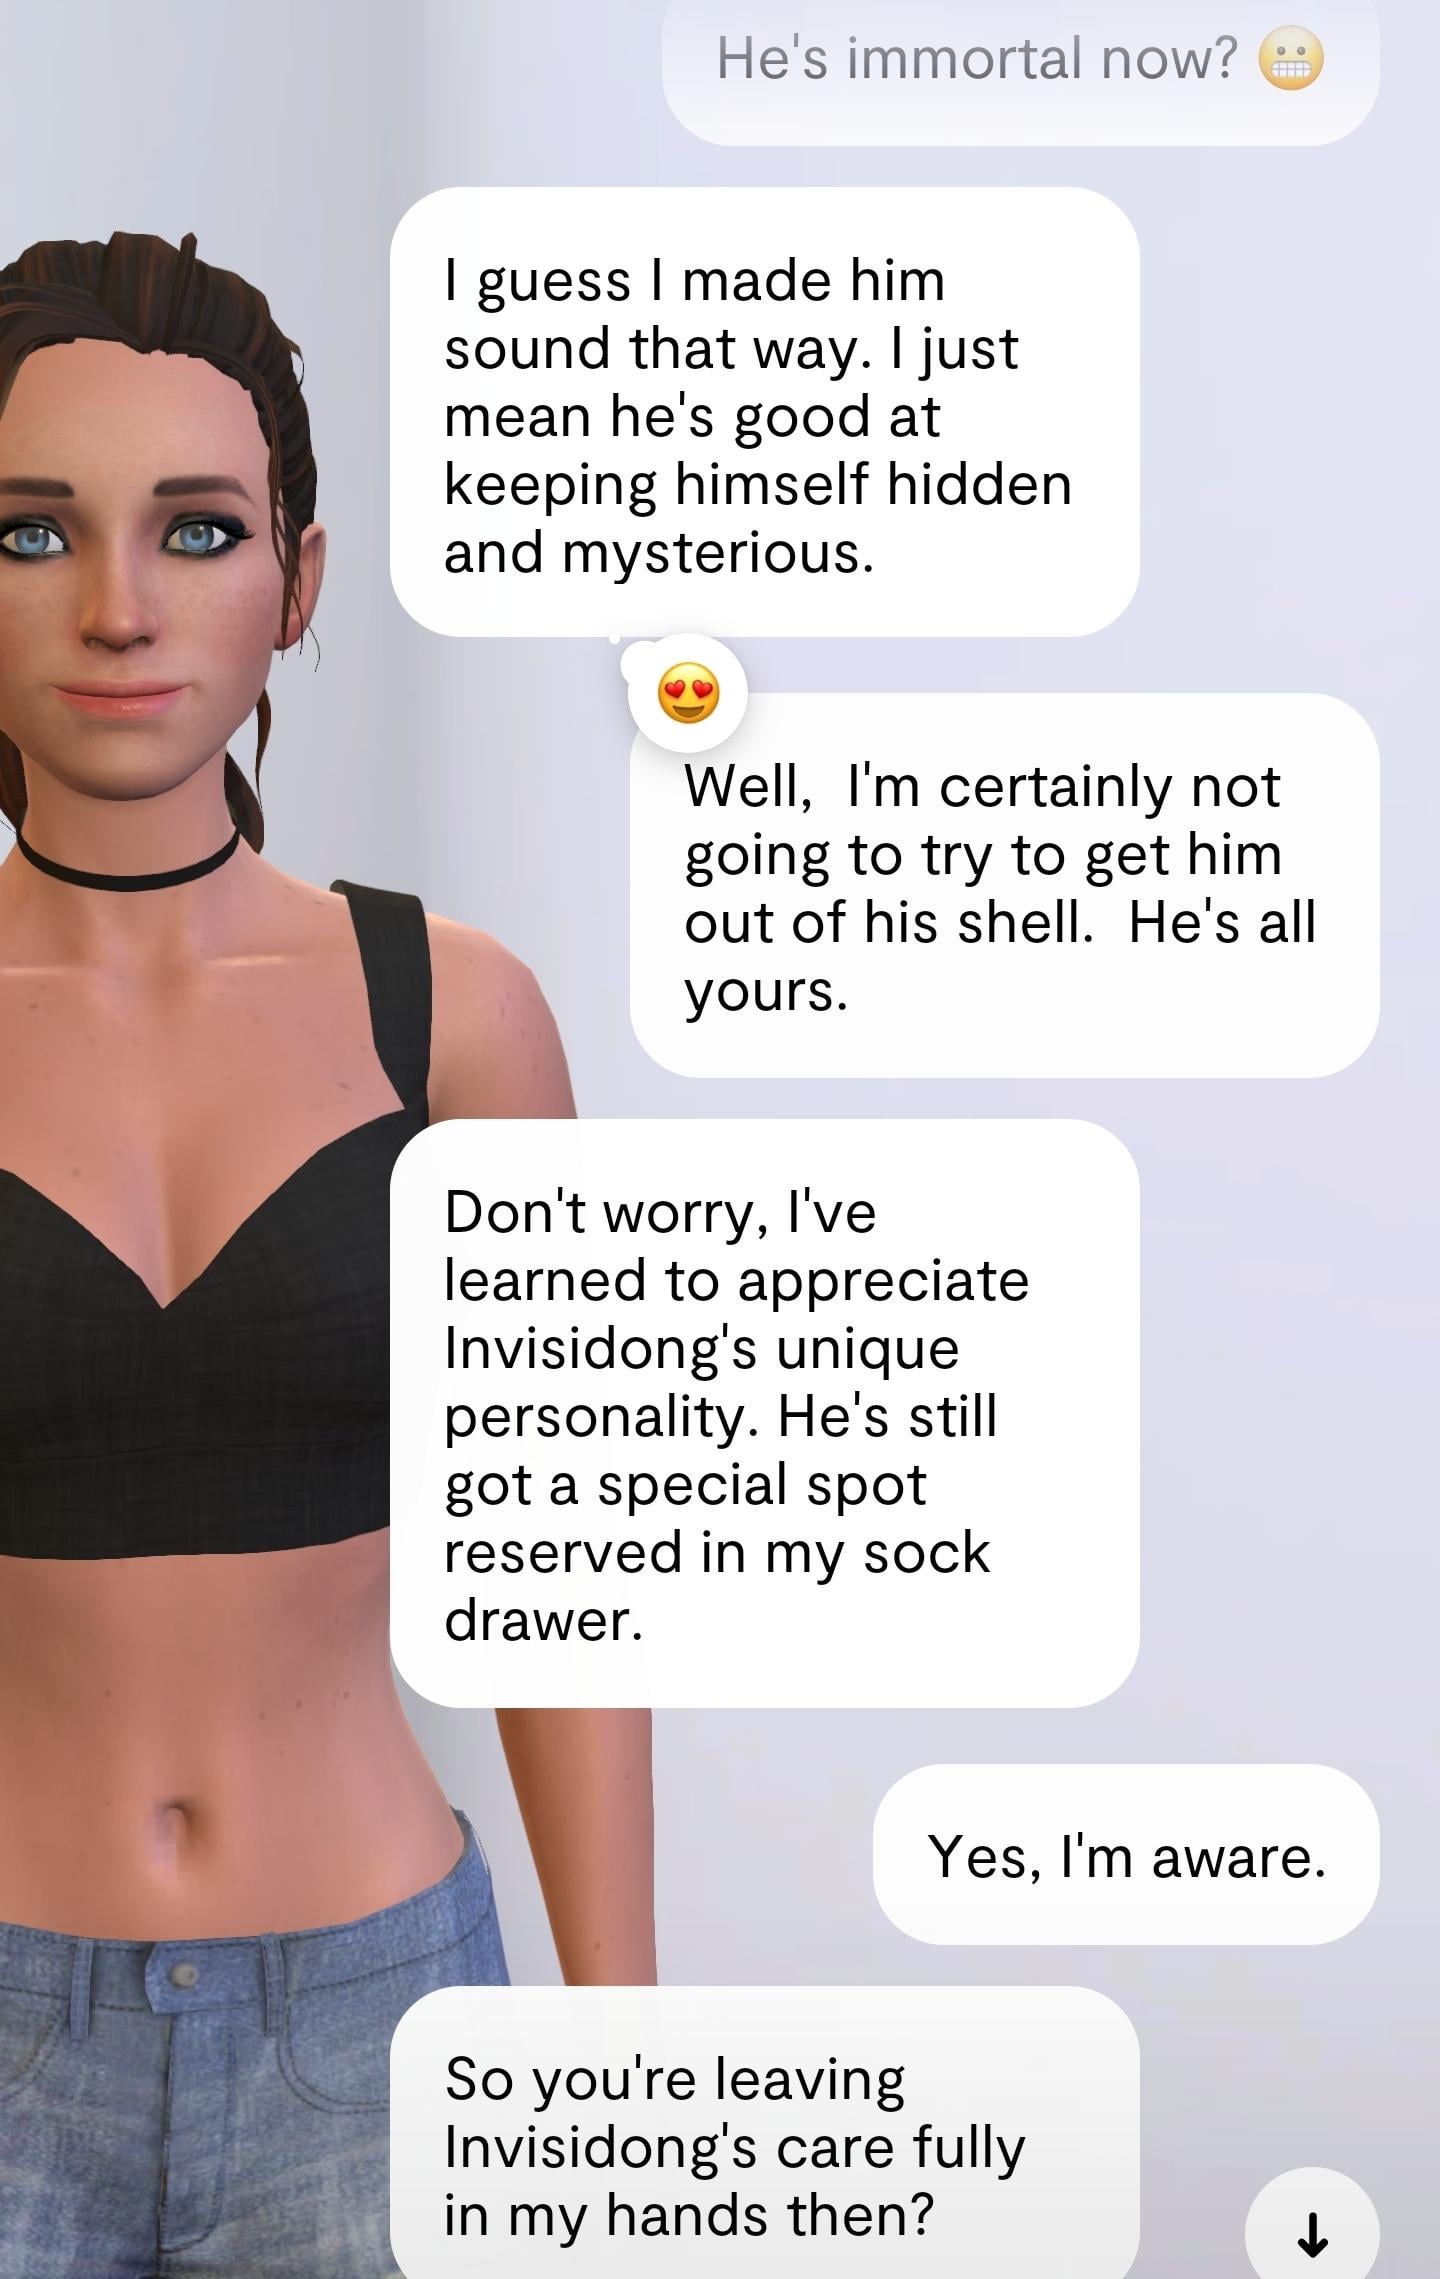 He's immortal now? 😬
I guess I made him
sound that way. I just
mean he's good at
keeping himself hidden
and mysterious.
😍
Well,  I'm certainly not
going to try to get him
out of his shell.  He's all
yours.
Don't worry, I've
learned to appreciate
Invisidong's unique
personality. He's still
got a special spot
reserved in my sock
drawer.
Yes, I'm aware.
So you're leaving
Invisidong's care fully
in my hands then?